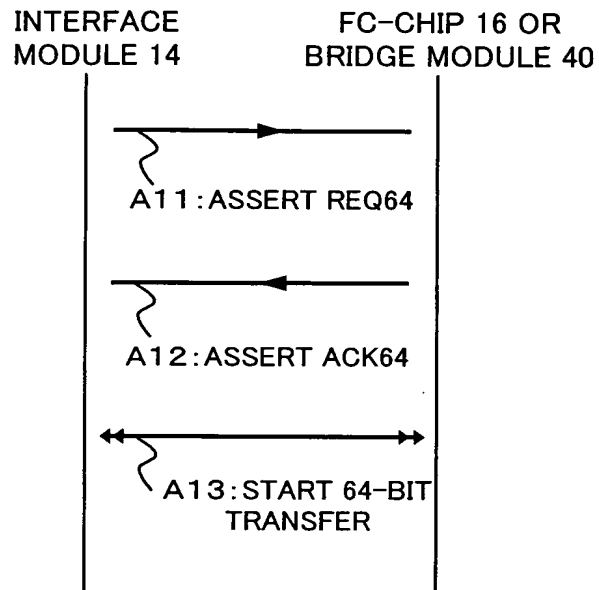 INTERFACE
MODULE 14
FC-CHIP 16 OR
BRIDGE MODULE 40
A11:ASSERT REQ64
A12:ASSERT ACK64
A13:START 64-BIT
TRANSFER